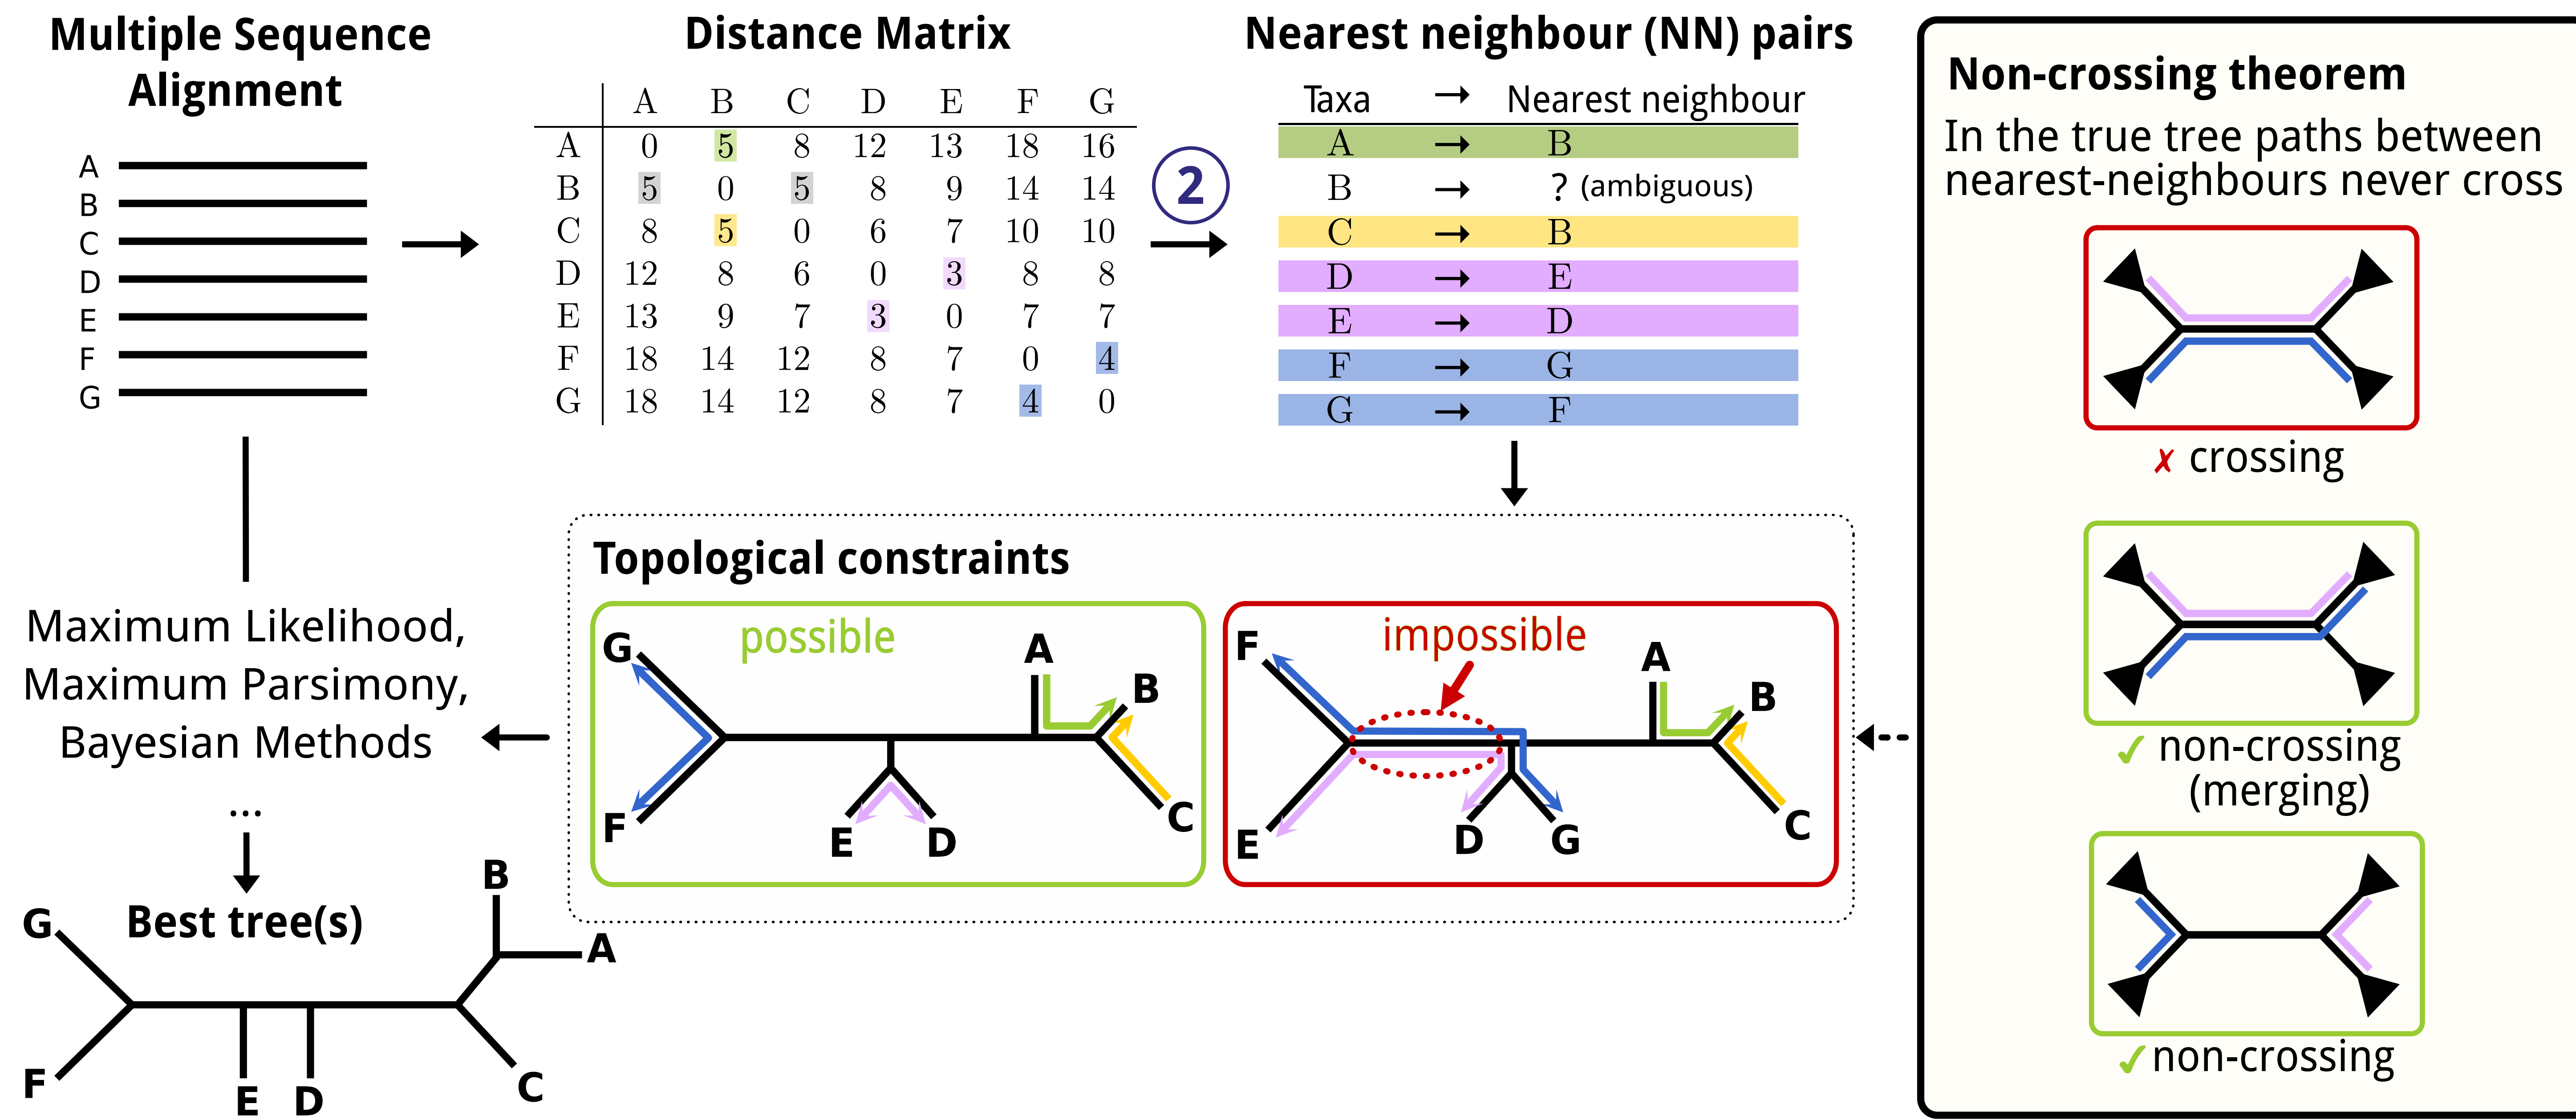 Multiple Sequence
Alignment
A
B
C
D
E
F
G
Distance Matrix
A B C D E F G
A 0 5 8 12 13 18 16
B 5 0 5 8 9 14 14
C 8 5 0 6 7 10 10
D 12 8 6 0 3 8 8
E 13 9 7 3 0 7 7
F 18 14 12 8 7 0 4
G 18 14 12 8 7 4 0
2
Nearest neighbour (NN) pairs
Taxa → Nearest neighbour
A → B
B → ? (ambiguous)
C → B
D → E
E → D
F → G
G → F
Non-crossing theorem
In the true tree paths between
nearest-neighbours never cross
✗ crossing
✓ non-crossing
(merging)
✓ non-crossing
Topological constraints
possible
G
A
B
F
E
D
C
impossible
F
A
B
E
D
G
C
Maximum Likelihood,
Maximum Parsimony,
Bayesian Methods
...
Best tree(s)
G
B
A
F
E
D
C